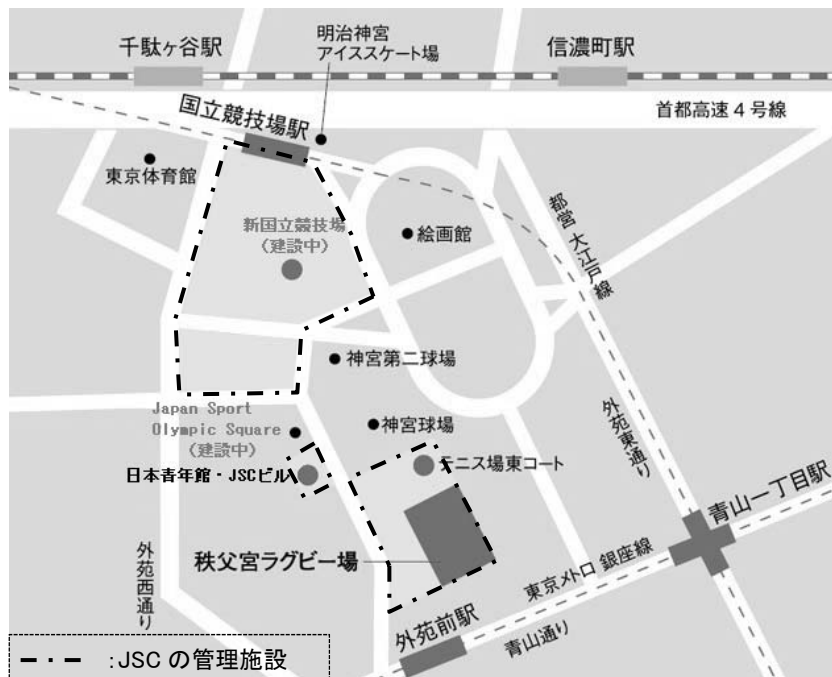 明治神宮
アイススケート場
千駄ヶ谷駅
信濃町駅
首都高速4号線
国立競技場駅
東京体育館
新国立競技場
(建設中)
絵画館
都営 大江戸線
神宮第二球場
Japan Sport
Olympic Square
(建設中)
神宮球場
外苑東通り
日本青年館・JSCビル
テニス場東コート
青山一丁目駅
外苑西通り
秩父宮ラグビー場
東京メトロ 銀座線
外苑前駅
青山通り
:JSCの管理施設